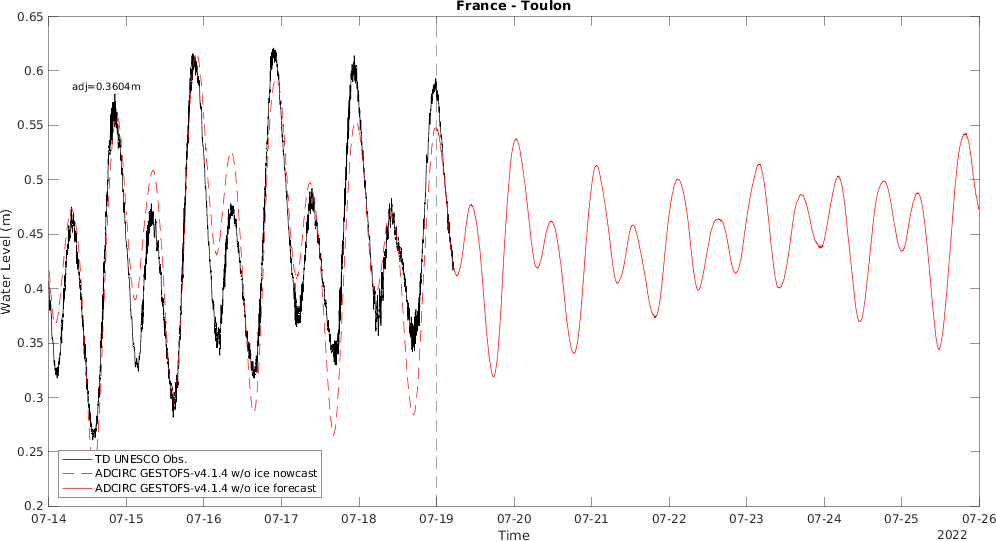 France - Toulon
0.65
0.6
adj=0.3604m
0.55
0.5
0.45
0.4
0.35
0.3
0.25
0.2
Water Level (m)
TD UNESCO Obs.
ADCIRC GESTOFS-v4.1.4 w/o ice nowcast
ADCIRC GESTOFS-v4.1.4 w/o ice forecast
07-14 07-15 07-16 07-17 07-18 07-19 07-20 07-21 07-22 07-23 07-24 07-25 07-26
Time
2022